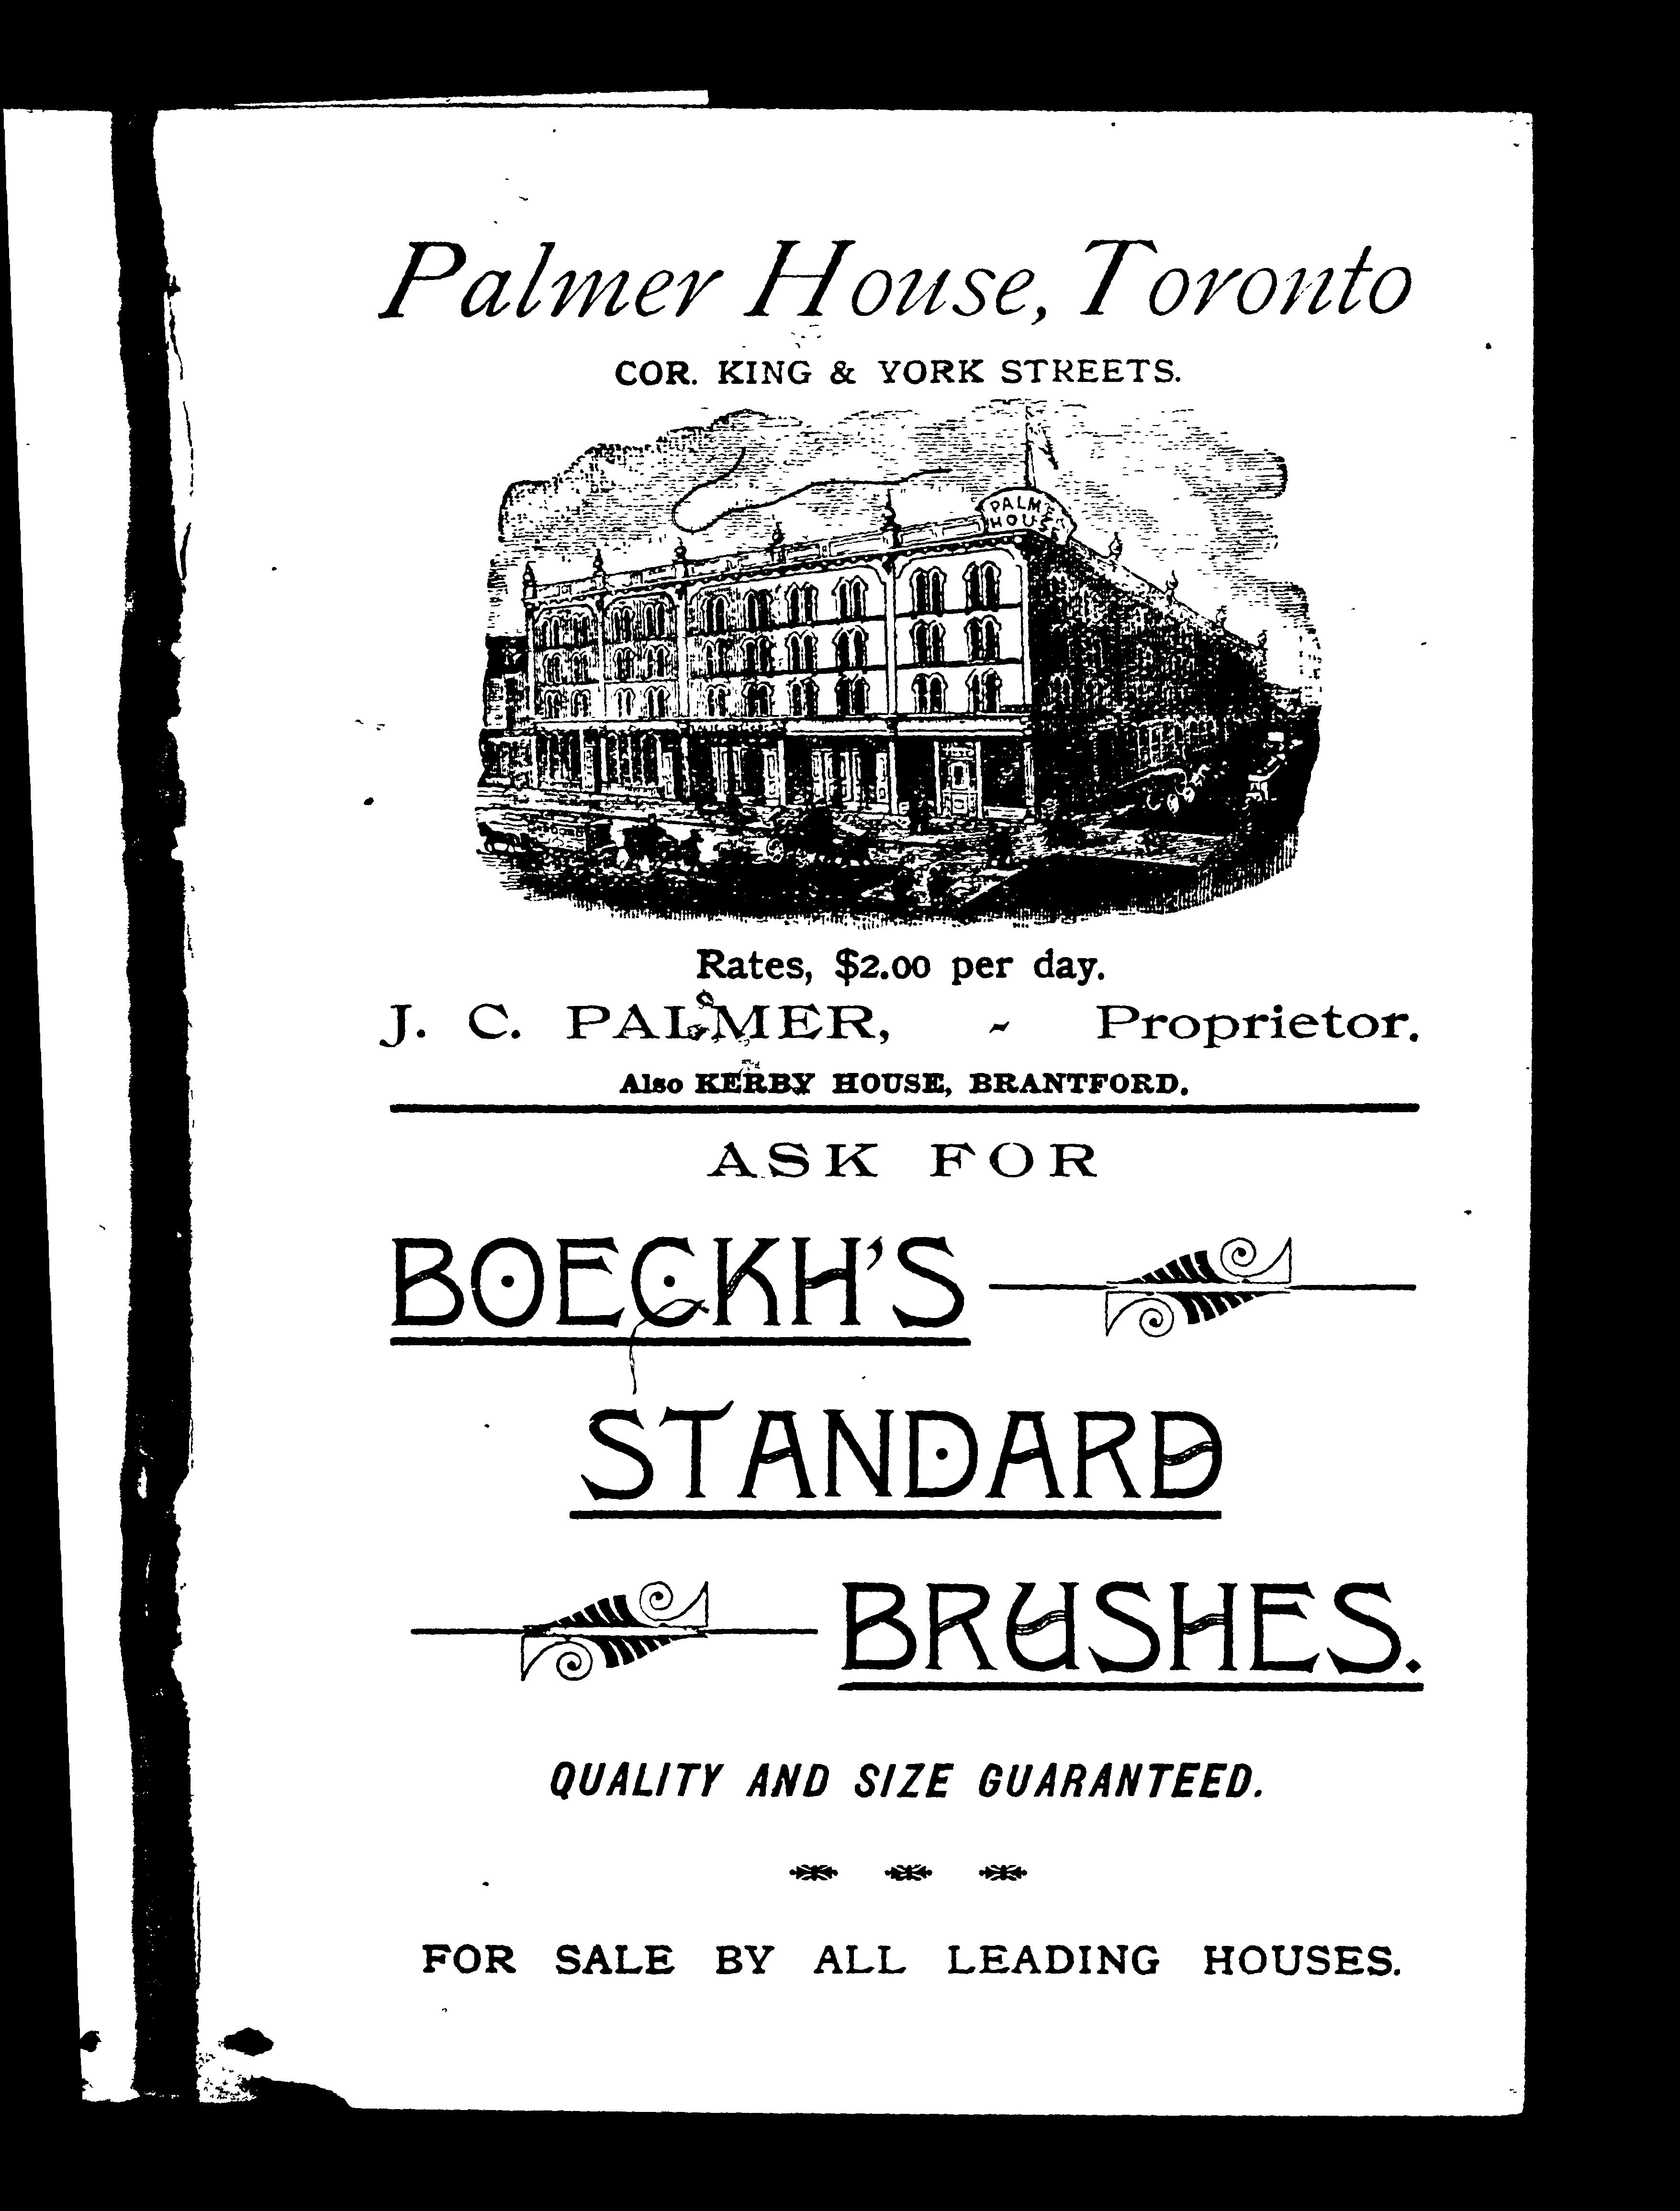 Palmer House, Toronto
COR. KING & YORK STREETS.
PALMER
HOUSE
Rates, $2.00 per day.
J. C. PALMER, - Proprietor.
Also KERBY HOUSE, BRANTFORD.
ASK FOR
BOECKH'S
STANDARD
BRUSHES.
QUALITY AND SIZE GUARANTEED.
FOR SALE BY ALL LEADING HOUSES.